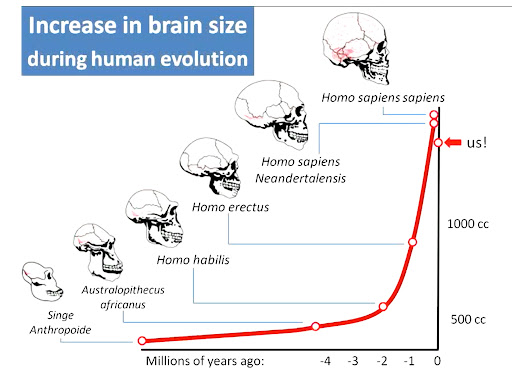 Increase in brain size
during human evolution
Homo sapiens sapiens
us!
Homo sapiens
Neandertalensis
Homo erectus
1000 cc
Homo habilis
Australopithucus
africanus
Singe
Anthropoide
500 cc
Millions of years ago: -4 -3 -2 -1 0